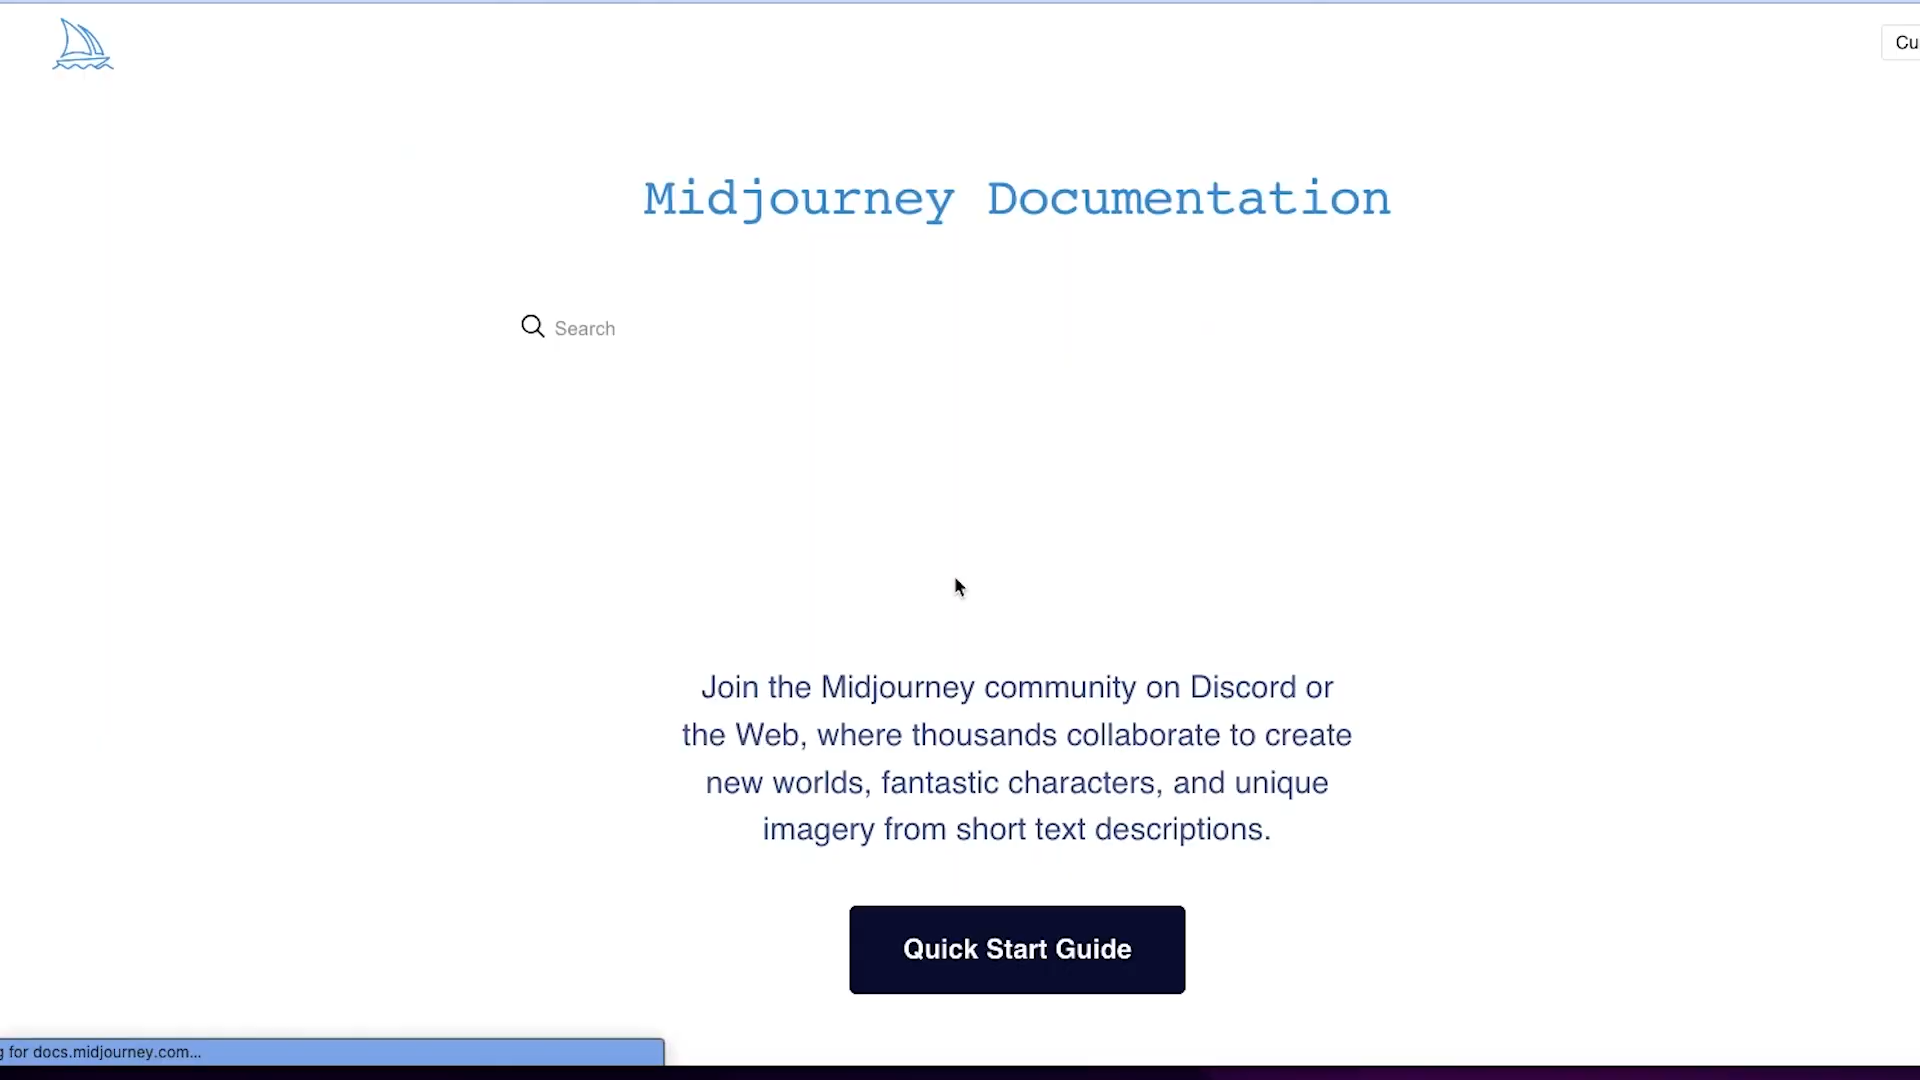 Cu
Midjourney Documentation
Search
Join the Midjourney community on Discord or
the Web, where thousands collaborate to create
new worlds, fantastic characters, and unique
imagery from short text descriptions.
Quick Start Guide
g for docs.midjourney.com...